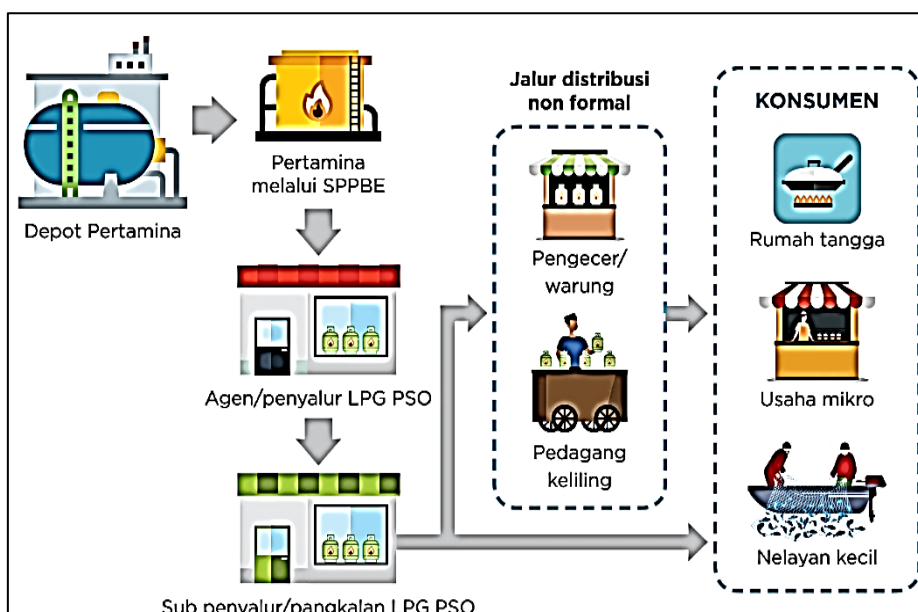 Depot Pertamina
Pertamina
melalui SPPBE
Agen/penyalur LPG PSO
Sub penyalur/pangkalan LPG PSO
Jalur distribusi
non formal
Pengecer/
warung
Pedagang
keliling
KONSUMEN
Rumah tangga
Usaha mikro
Nelayan kecil